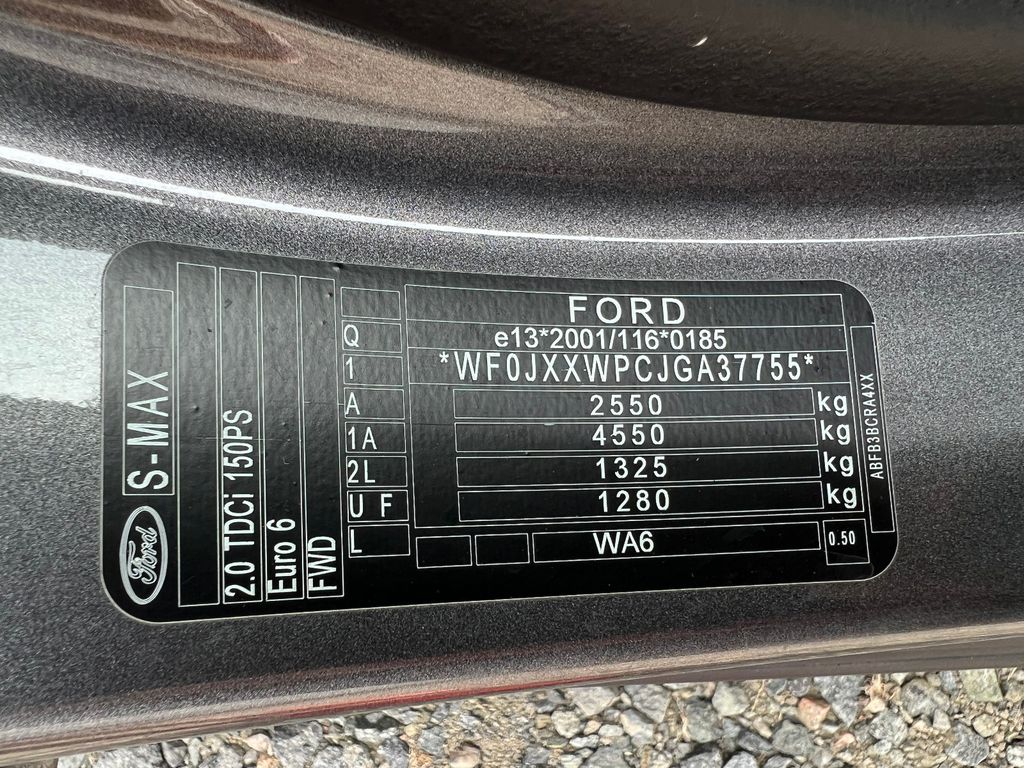 Ford
S-MAX
2.0 TDCi 150PS
Euro 6
FWD
FORD
Q
e13*2001/116*0185
1
*WF0JXXWPCJGA37755*
A
2550 kg
1A
4550 kg
2L
1325 kg
U F
1280 kg
L
WA6
0.50
ABFB3BCRA4XX